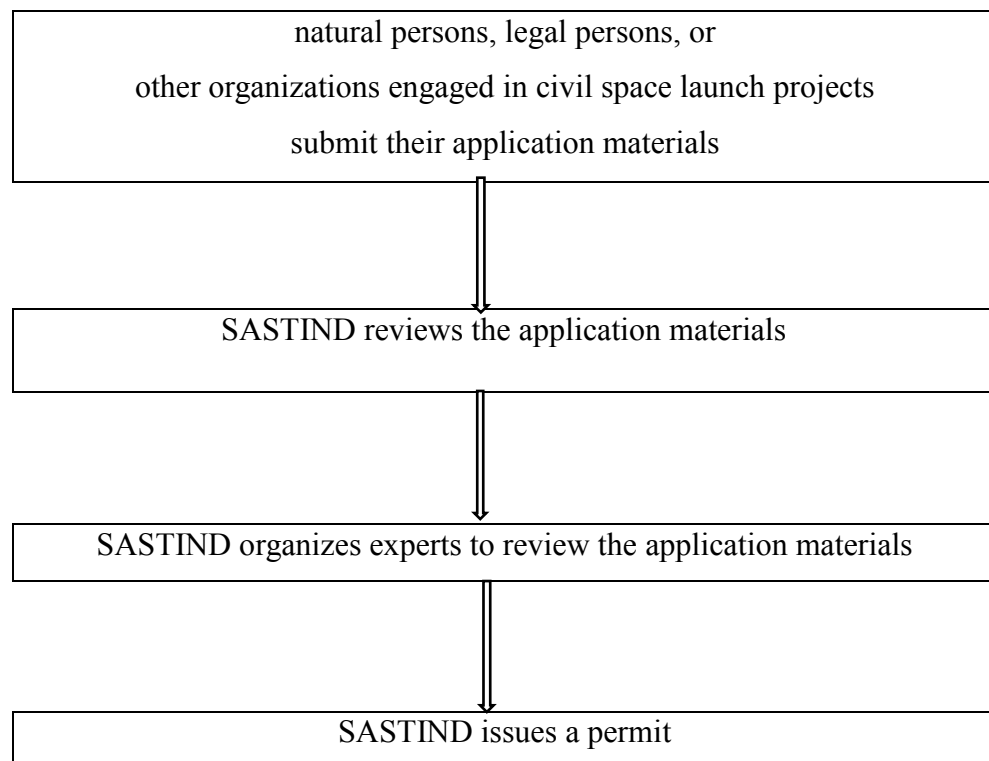 natural persons, legal persons, or
other organizations engaged in civil space launch projects
submit their application materials
SASTIND reviews the application materials
SASTIND organizes experts to review the application materials
SASTIND issues a permit